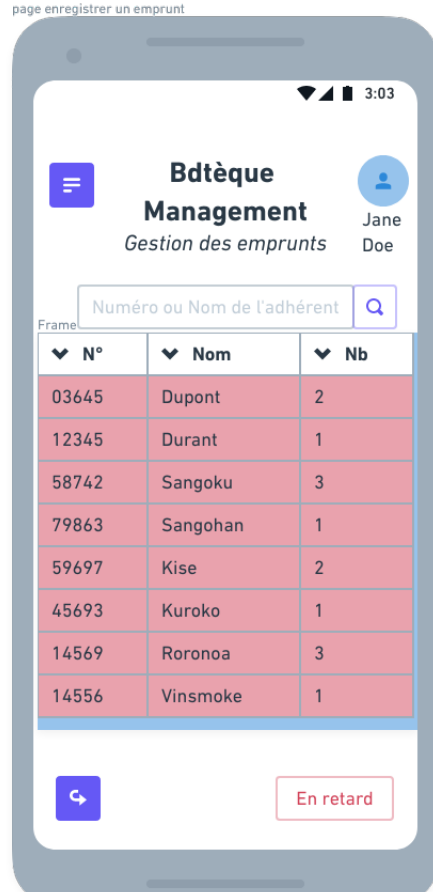 page enregistrer un emprunt
3:03
Bdtèque
Management
Gestion des emprunts
Jane
Doe
Numéro ou Nom de l'adhérent
Frame
N° Nom Nb
03645 Dupont 2
12345 Durant 1
58742 Sangoku 3
79863 Sangohan 1
59697 Kise 2
45693 Kuroko 1
14569 Roronoa 3
14556 Vinsmoke 1
En retard